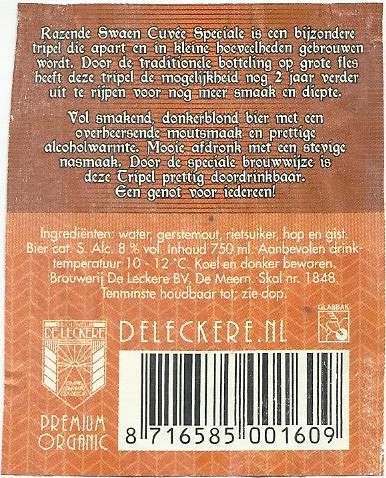 Razende Swaen Cuvée Speciale is een bijzondere
tripel die apart en in kleine hoeveelheden gebrouwen
wordt. Door de traditionele botteling op grote fles
heeft deze tripel de mogelijkheid nog 2 jaar verder
uit te rijpen voor nog meer smaak en diepte.
Vol smakend, donkerblond bier met een
overheersende moutsmaak en prettige
alcoholwarmte. Mooie afdronk met een stevige
nasmaak. Door de speciale brouwwijze is
deze Tripel prettig doordrinkbaar.
Een genot voor iedereen!
Ingrediënten: water, gerstemout, rietsuiker, hop en gist.
Bier cat. S. Alc. 8 % vol. Inhoud 750 ml. Aanbevolen drink-
temperatuur 10 - 12 °C. Koel en donker bewaren.
Brouwerij De Leckere BV, De Meern. Skal nr. 1848.
Tenminste houdbaar tot; zie dop.
GLASBAK
DELECKERE.NL
DE LECKERE
PREMIUM
ORGANIC
8 716585 001609